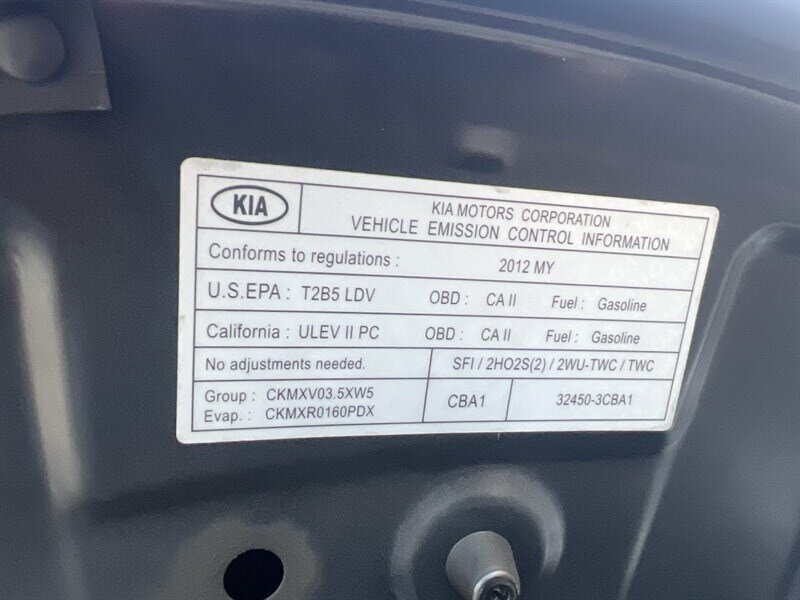 KIA
KIA MOTORS CORPORATION
VEHICLE EMISSION CONTROL INFORMATION
Conforms to regulations : 2012 MY
U.S.EPA : T2B5 LDV OBD : CA II Fuel : Gasoline
California : ULEV II PC OBD : CA II Fuel : Gasoline
No adjustments needed. SFI / 2HO2S(2) / 2WU-TWC / TWC
Group : CKMXV03.5XW5
Evap. : CKMXR0160PDX
CBA1
32450-3CBA1